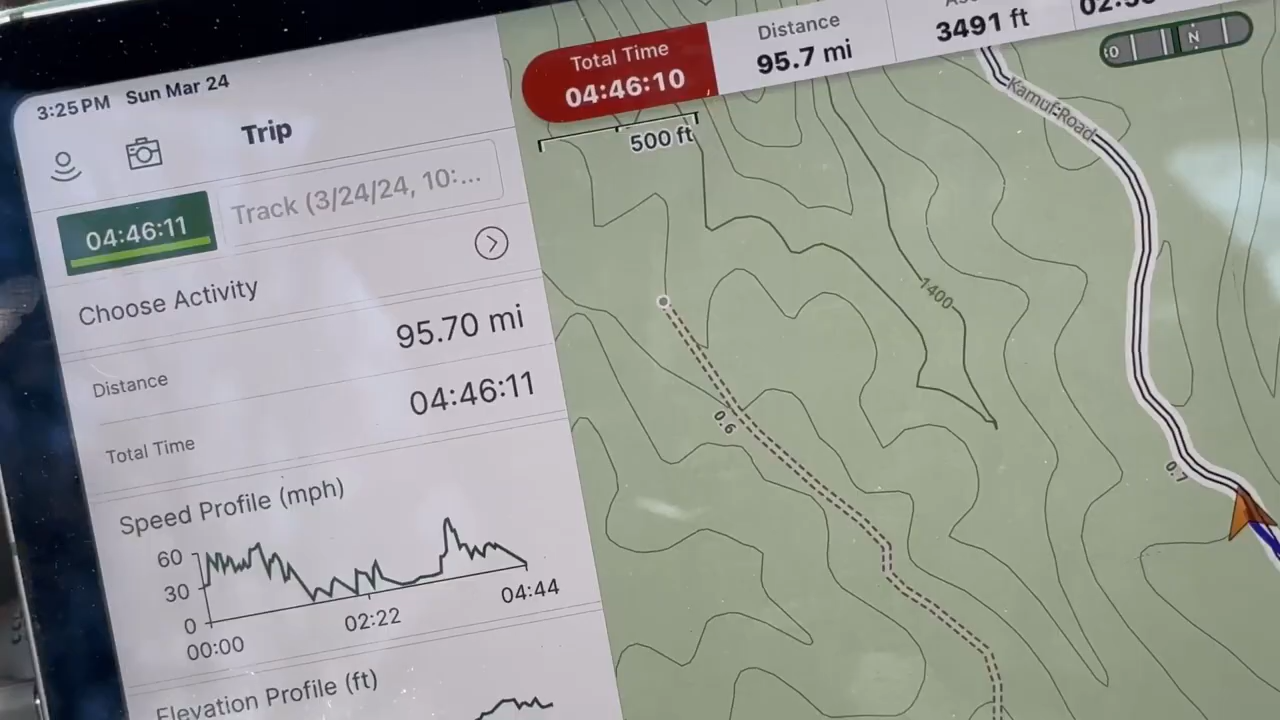 3:25 PM Sun Mar 24
Trip
04:46:11
Track (3/24/24, 10:...
Choose Activity
95.70 mi
Distance
04:46:11
Total Time
Speed Profile (mph)
60
30
0
00:00
02:22
04:44
Elevation Profile (ft)
Total Time
04:46:10
Distance
95.7 mi
3491 ft
500 ft
N
Kamuf Road
1400
0.6
0.7